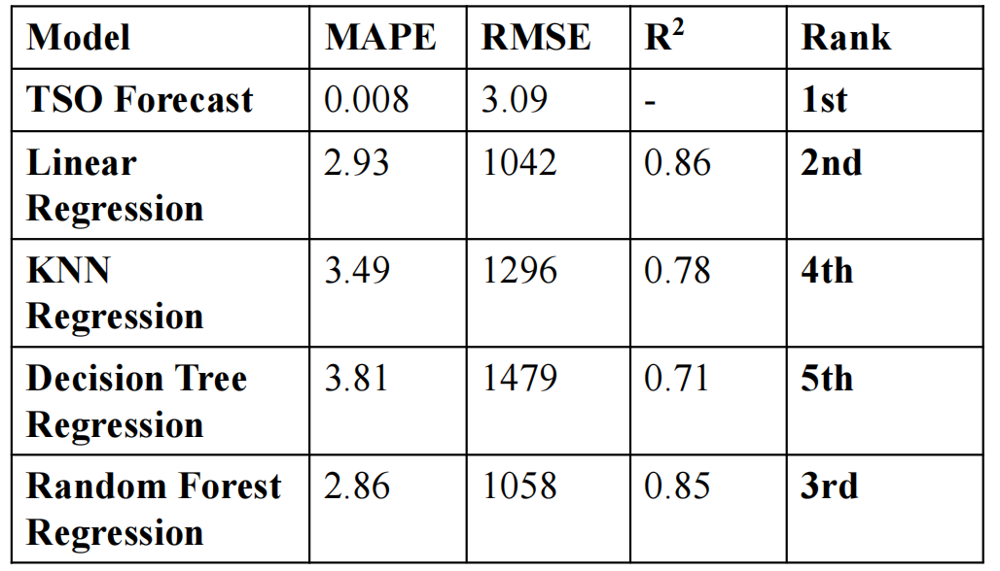 Model MAPE RMSE R² Rank
TSO Forecast 0.008 3.09 - 1st
Linear 2.93 1042 0.86 2nd
Regression
KNN 3.49 1296 0.78 4th
Regression
Decision Tree 3.81 1479 0.71 5th
Regression
Random Forest 2.86 1058 0.85 3rd
Regression